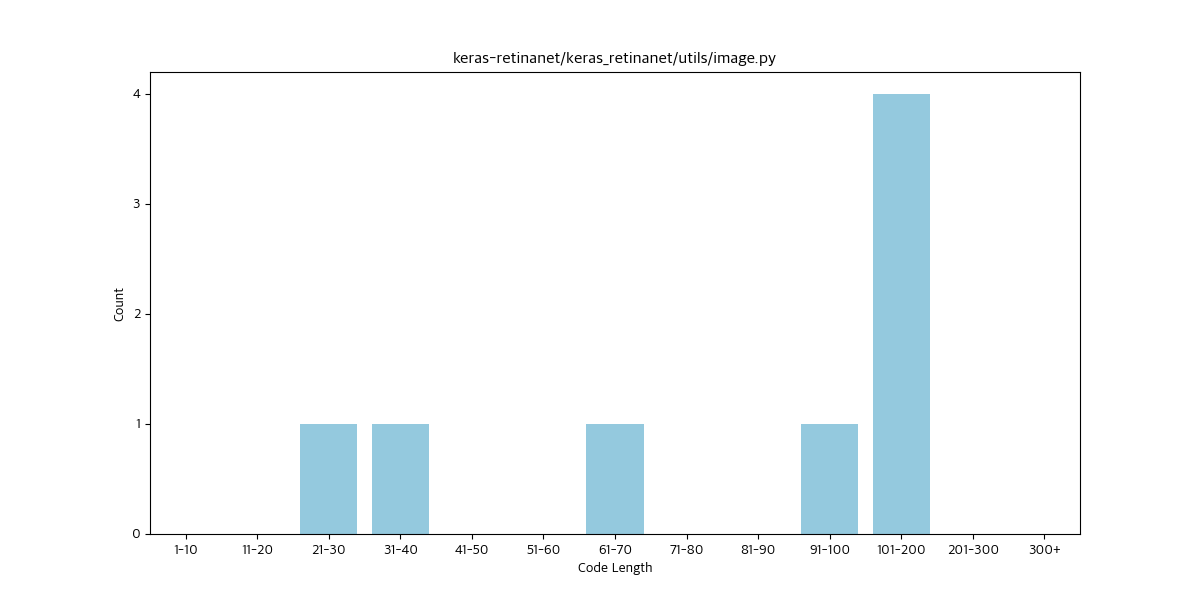 keras-retinanet/keras_retinanet/utils/image.py
4
3
2
1
0
Count
1-10 11-20 21-30 31-40 41-50 51-60 61-70 71-80 81-90 91-100 101-200 201-300 300+
Code Length